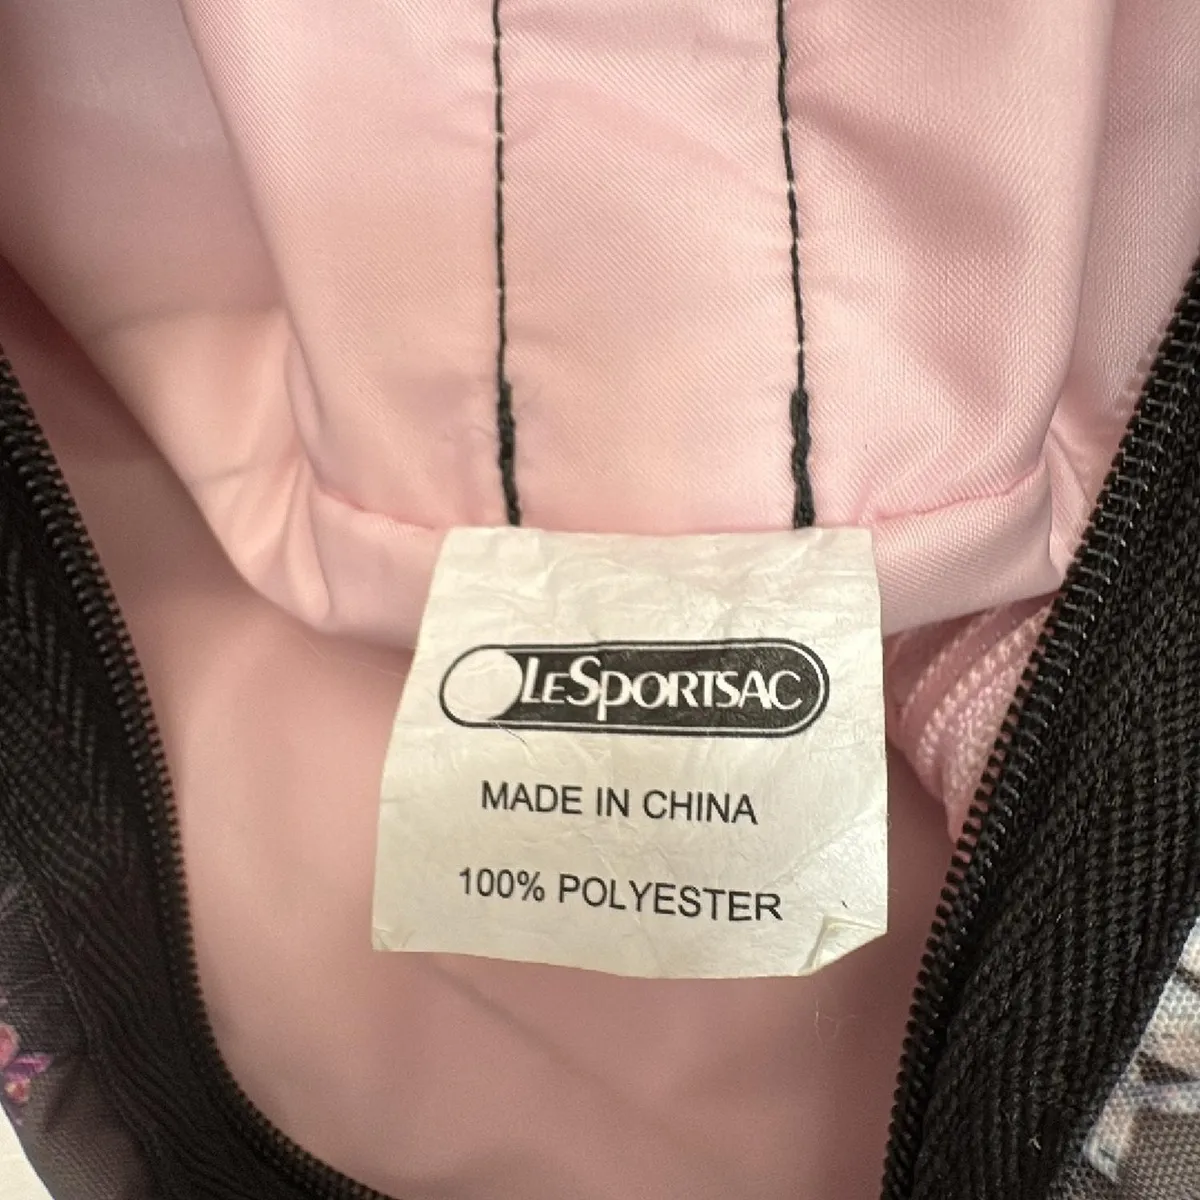 LeSportsac
MADE IN CHINA
100% POLYESTER